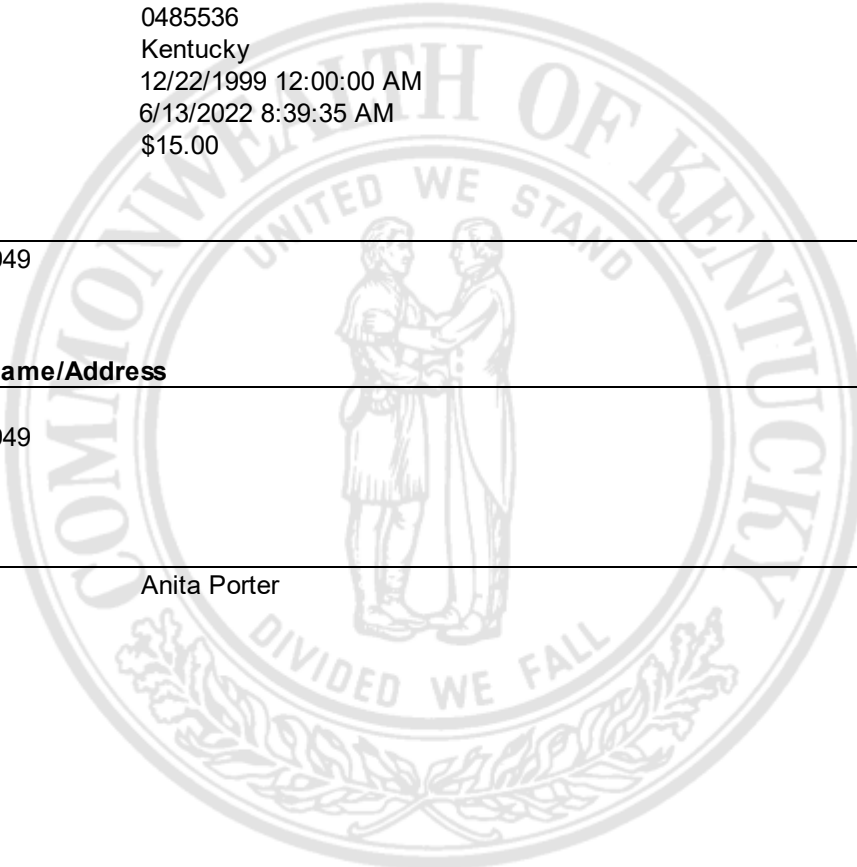 0485536
Kentucky
12/22/1999 12:00:00 AM
6/13/2022 8:39:35 AM
$15.00
COMMONWEALTH OF KENTUCKY
UNITED WE STAND
049
ame/Address
049
Anita Porter
DIVIDED WE FALL